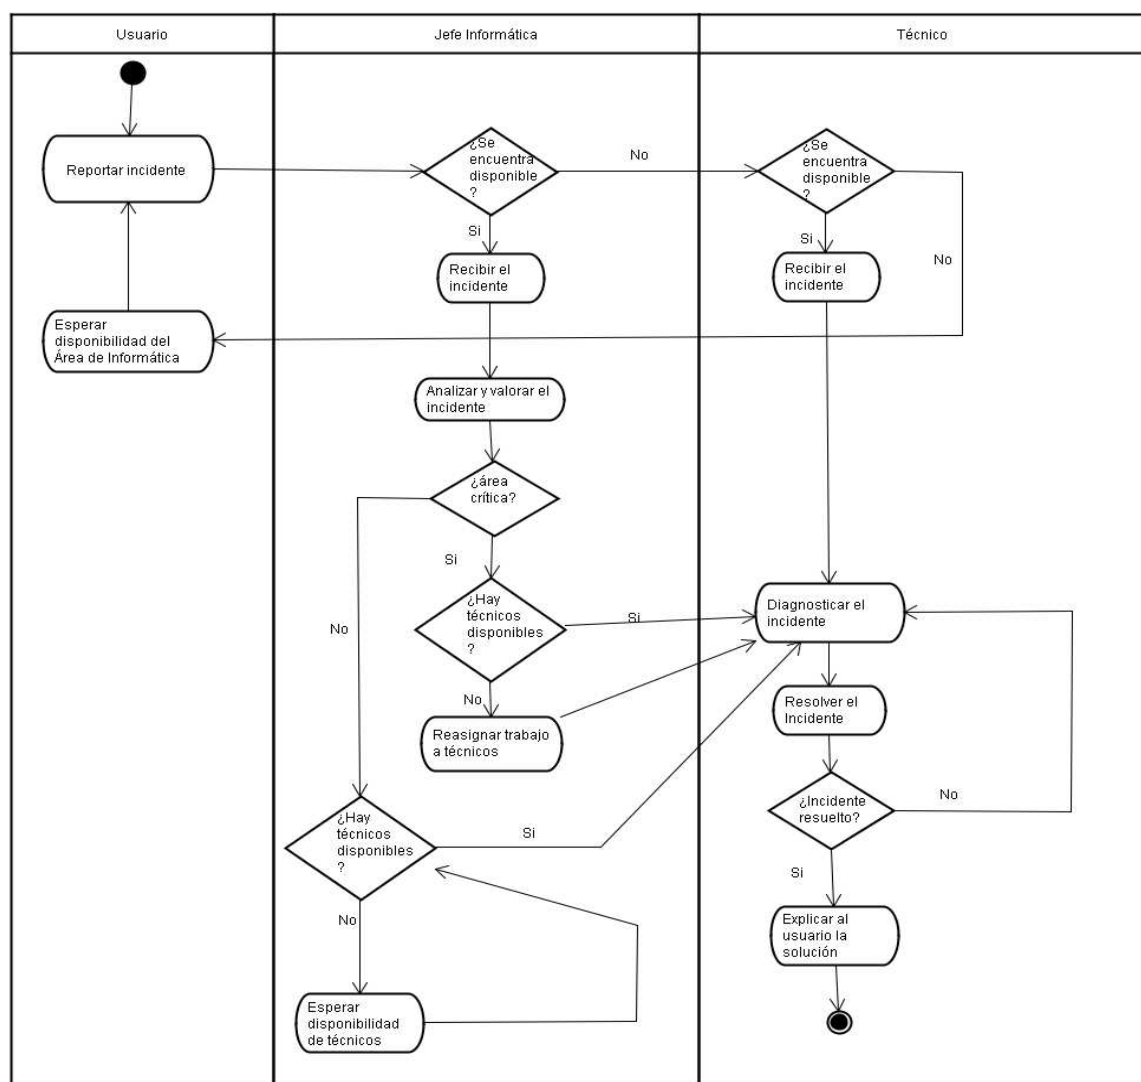 Usuario
Jefe Informática
Técnico
Reportar incidente
¿Se
encuentra
disponible
?
No
¿Se
encuentra
disponible
?
Si
Si
No
Recibir el
incidente
Recibir el
incidente
Esperar
disponibilidad del
Área de Informática
Analizar y valorar el
incidente
¿área
crítica?
Si
No
¿Hay
técnicos
disponibles
?
Si
Diagnosticar el
incidente
No
Reasignar trabajo
a técnicos
Resolver el
Incidente
¿Hay
técnicos
disponibles
?
Si
¿Incidente
resuelto?
No
Si
No
Explicar al
usuario la
solución
Esperar
disponibilidad
de técnicos